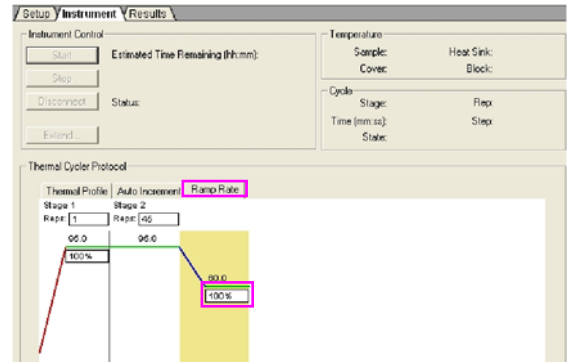 Setup Instrument Results
Instrument Control
Start
Estimated Time Remaining (hh:mm):
Stop
Disconnect
Status:
Extend...
Temperature
Sample:
Heat Sink:
Cover:
Block:
Cycle
Stage:
Rep:
Time (mm:ss):
Step:
State:
Thermal Cycler Protocol
Thermal Profile Auto Increment Ramp Rate
Stage 1 Stage 2
Reps: 1 Reps: 45
95.0 95.0
100%
60.0
100%